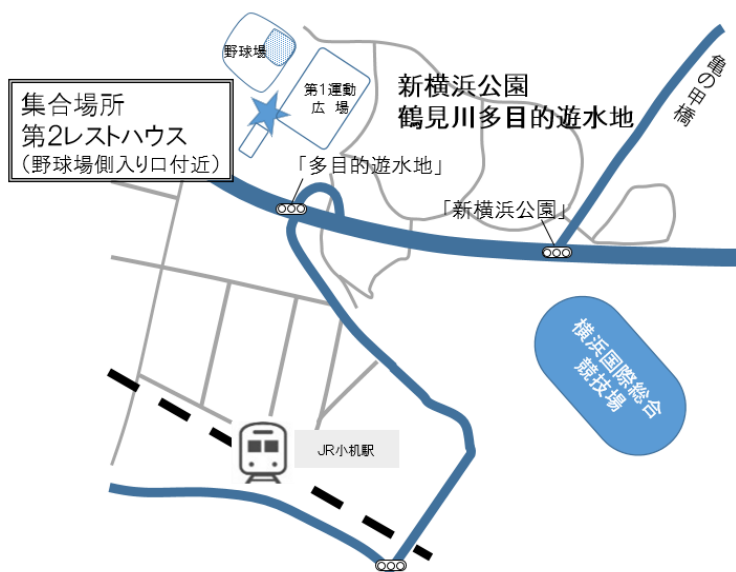 野球場
第1運動
広 場
集合場所
第2レストハウス
（野球場側入り口付近）
新横浜公園
鶴見川多目的遊水地
亀の甲橋
「多目的遊水地」
「新横浜公園」
横浜国際総合
競技場
JR小机駅